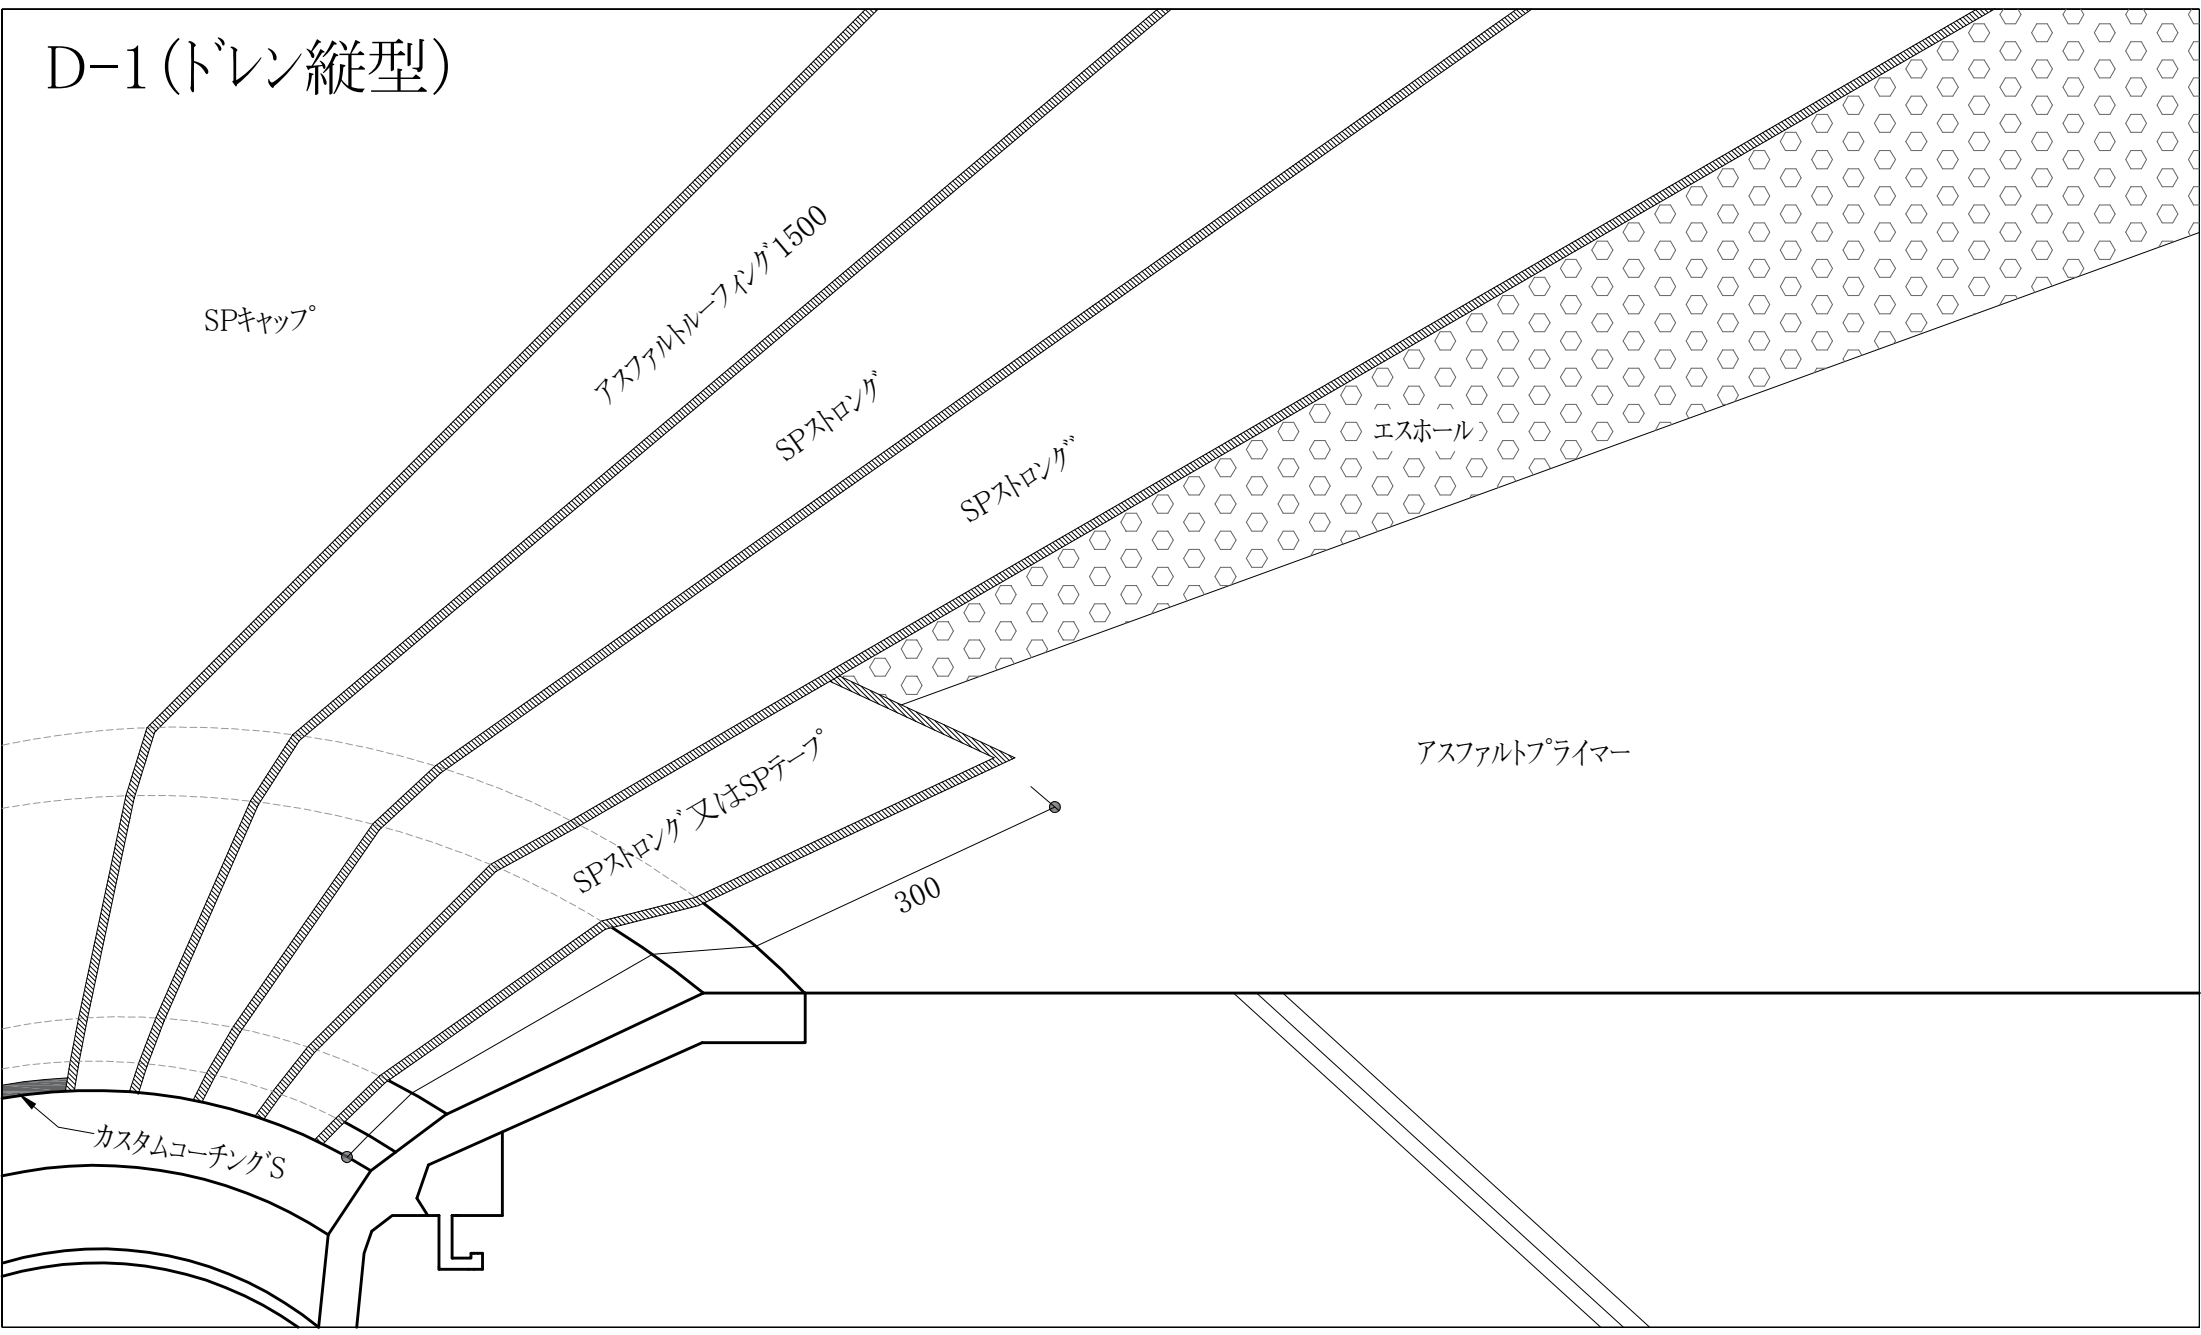 D-1(ドレン縦型)
SPキャップ
アスファルトルーフィング1500
SPストロング
SPストロング
エスホール
アスファルトプライマー
SPストロング又はSPテープ
300
カスタムコーチングS